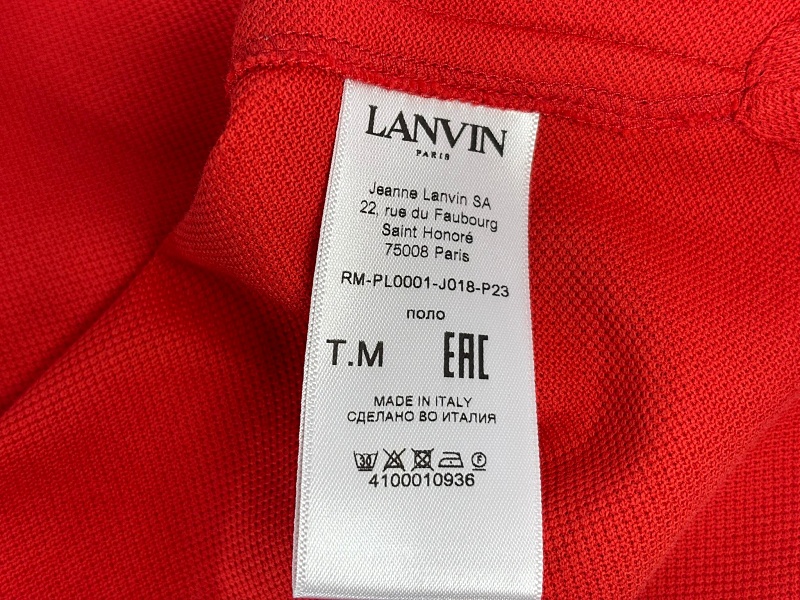 LANVIN
PARIS
Jeanne Lanvin SA
22, rue du Faubourg
Saint Honoré
75008 Paris
RM-PL0001-J018-P23
поло
T.M EAC
MADE IN ITALY
СДЕЛАНО ВО ИТАЛИЯ
30 F
4100010936